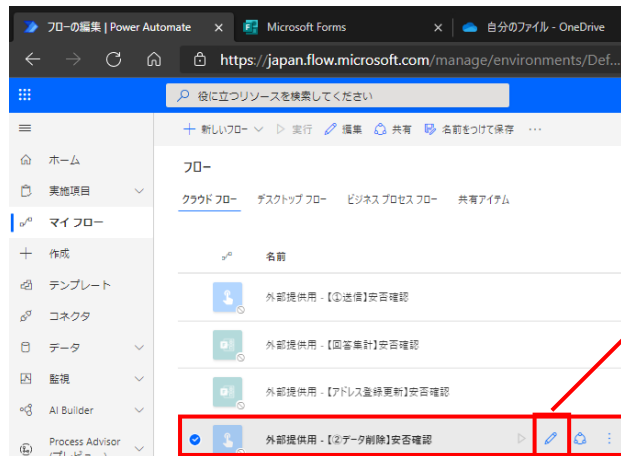 フローの編集 | Power Automate
Microsoft Forms
自分のファイル - OneDrive
https://japan.flow.microsoft.com/manage/environments/Def...
役に立つリソースを検索してください
新しいフロー 実行 編集 共有 名前をつけて保存 ...
ホーム
実施項目
マイ フロー
作成
テンプレート
コネクタ
データ
監視
AI Builder
Process Advisor
(プレビュー)
フロー
クラウド フロー デスクトップ フロー ビジネス プロセス フロー 共有アイテム
名前
外部提供用 - 【①送信】安否確認
外部提供用 - 【回答集計】安否確認
外部提供用 - 【アドレス登録更新】安否確認
外部提供用 - 【②データ削除】安否確認